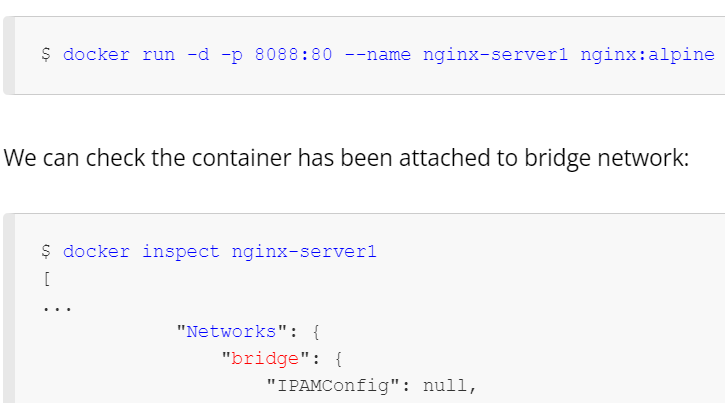 $ docker run -d -p 8088:80 --name nginx-server1 nginx:alpine
We can check the container has been attached to bridge network:
$ docker inspect nginx-server1
[
...
"Networks": {
"bridge": {
"IPAMConfig": null,